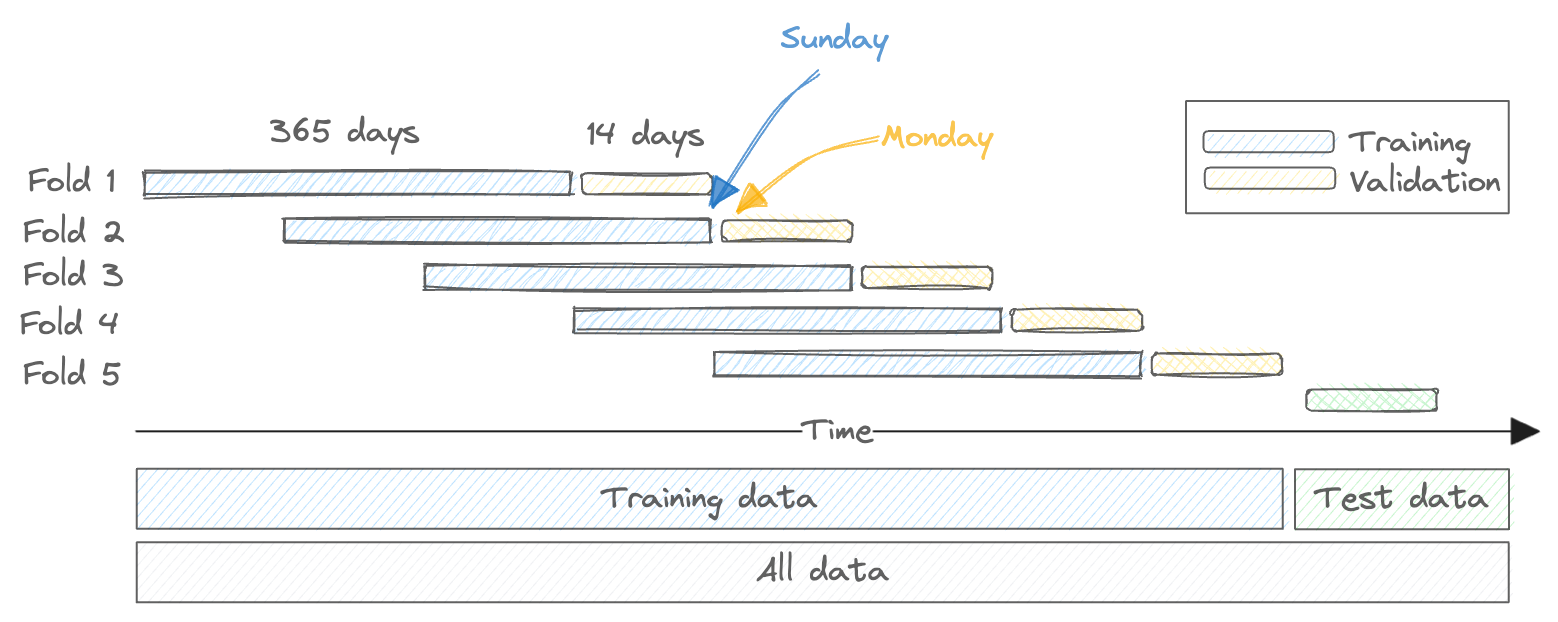 Sunday
365 days
14 days
Monday
Training
Validation
Fold 1
Fold 2
Fold 3
Fold 4
Fold 5
Time
Training data
Test data
All data